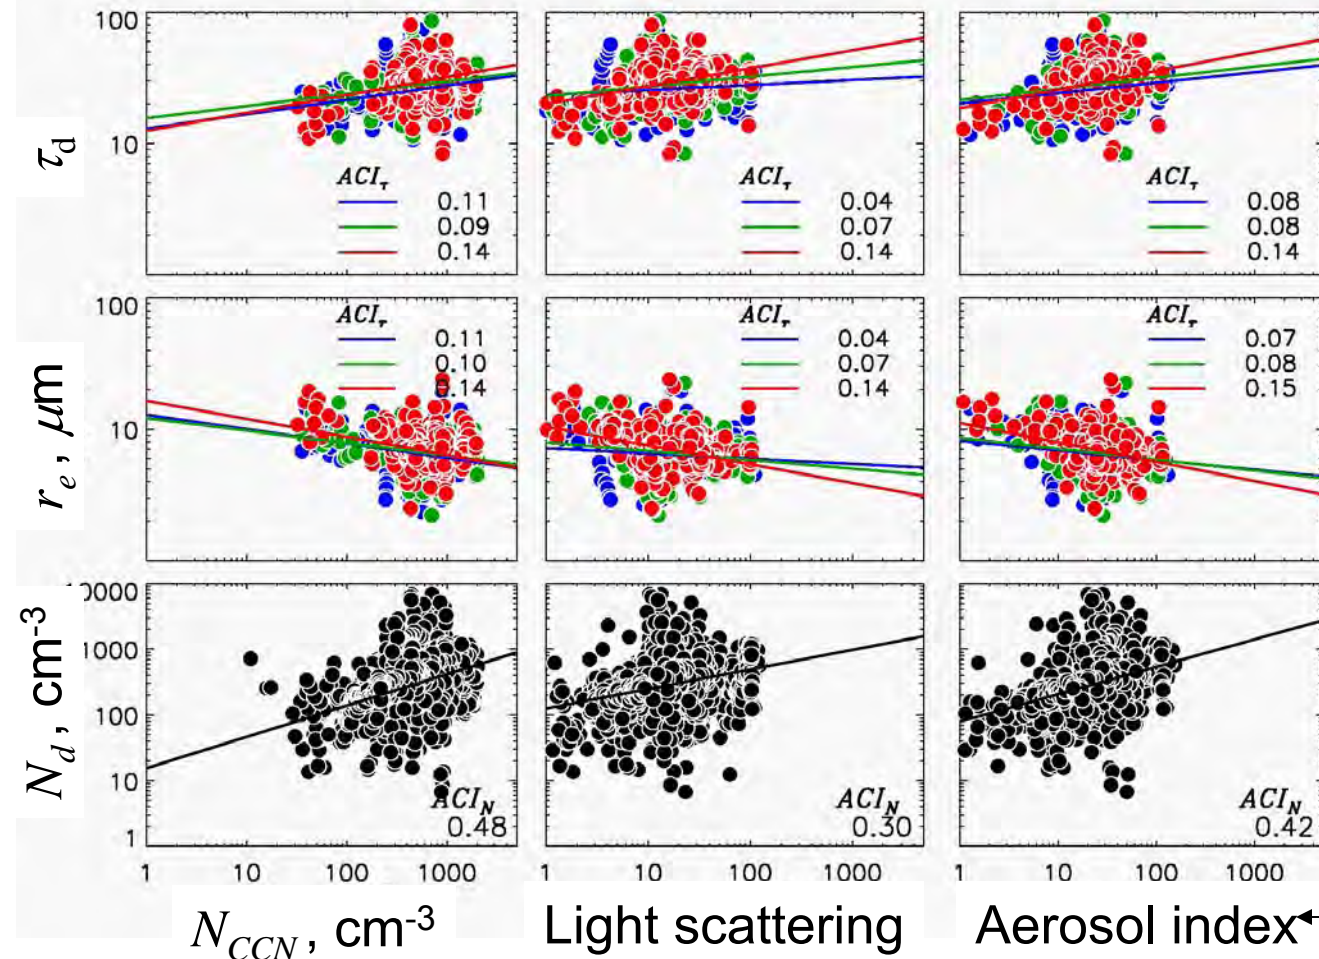 100
10
τd
ACIτ
0.11
0.09
0.14
ACIτ
0.04
0.07
0.14
ACIτ
0.08
0.08
0.14
100
10
re, μm
ACIr
0.11
0.10
0.14
ACIr
0.04
0.07
0.14
ACIr
0.07
0.08
0.15
0000
1000
100
10
1
Nd, cm-3
ACIN
0.48
ACIN
0.30
ACIN
0.42
1 10 100 1000
1 10 100 1000
1 10 100 1000
NCCN, cm-3
Light scattering
Aerosol index